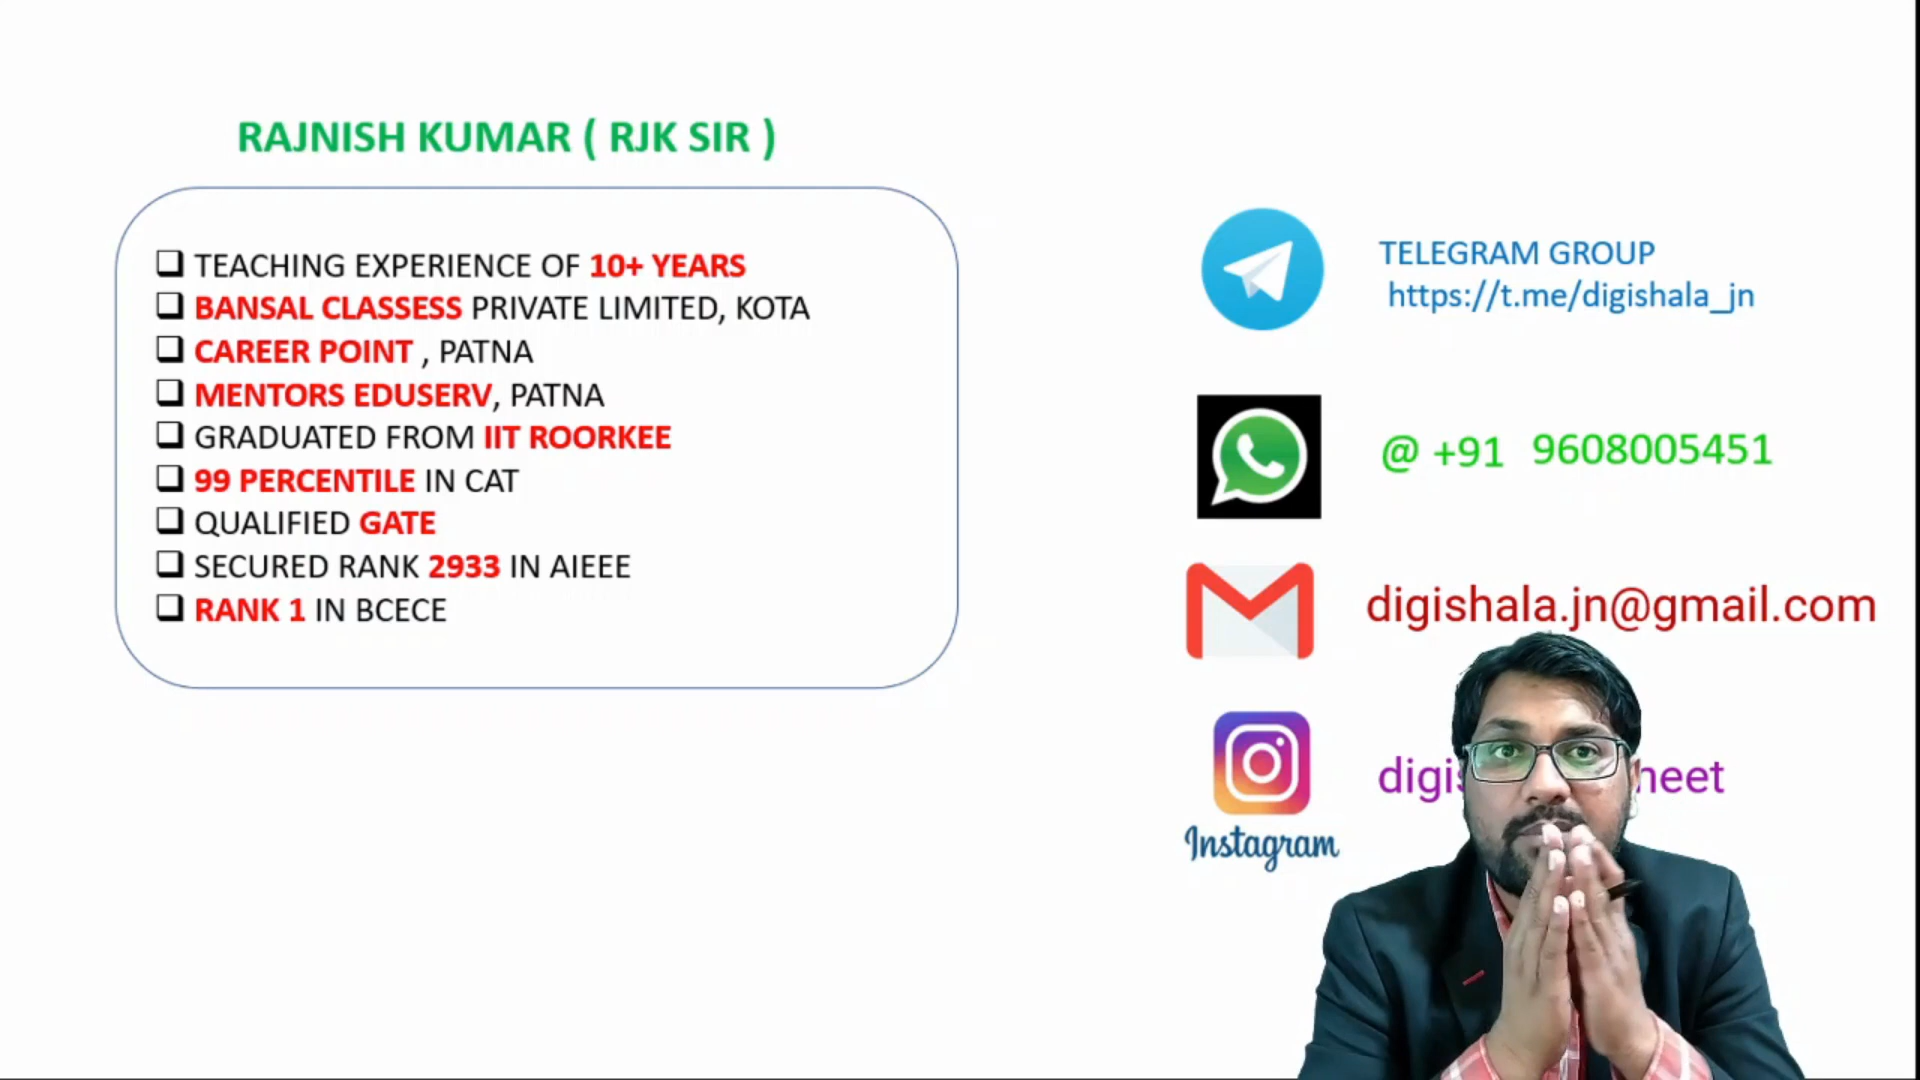 RAJNISH KUMAR ( RJK SIR )
TEACHING EXPERIENCE OF 10+ YEARS
BANSAL CLASSESS PRIVATE LIMITED, KOTA
CAREER POINT , PATNA
MENTORS EDUSERV, PATNA
GRADUATED FROM IIT ROORKEE
99 PERCENTILE IN CAT
QUALIFIED GATE
SECURED RANK 2933 IN AIEEE
RANK 1 IN BCECE
TELEGRAM GROUP
https://t.me/digishala_jn
@ +91 9608005451
digishala.jn@gmail.com
Instagram